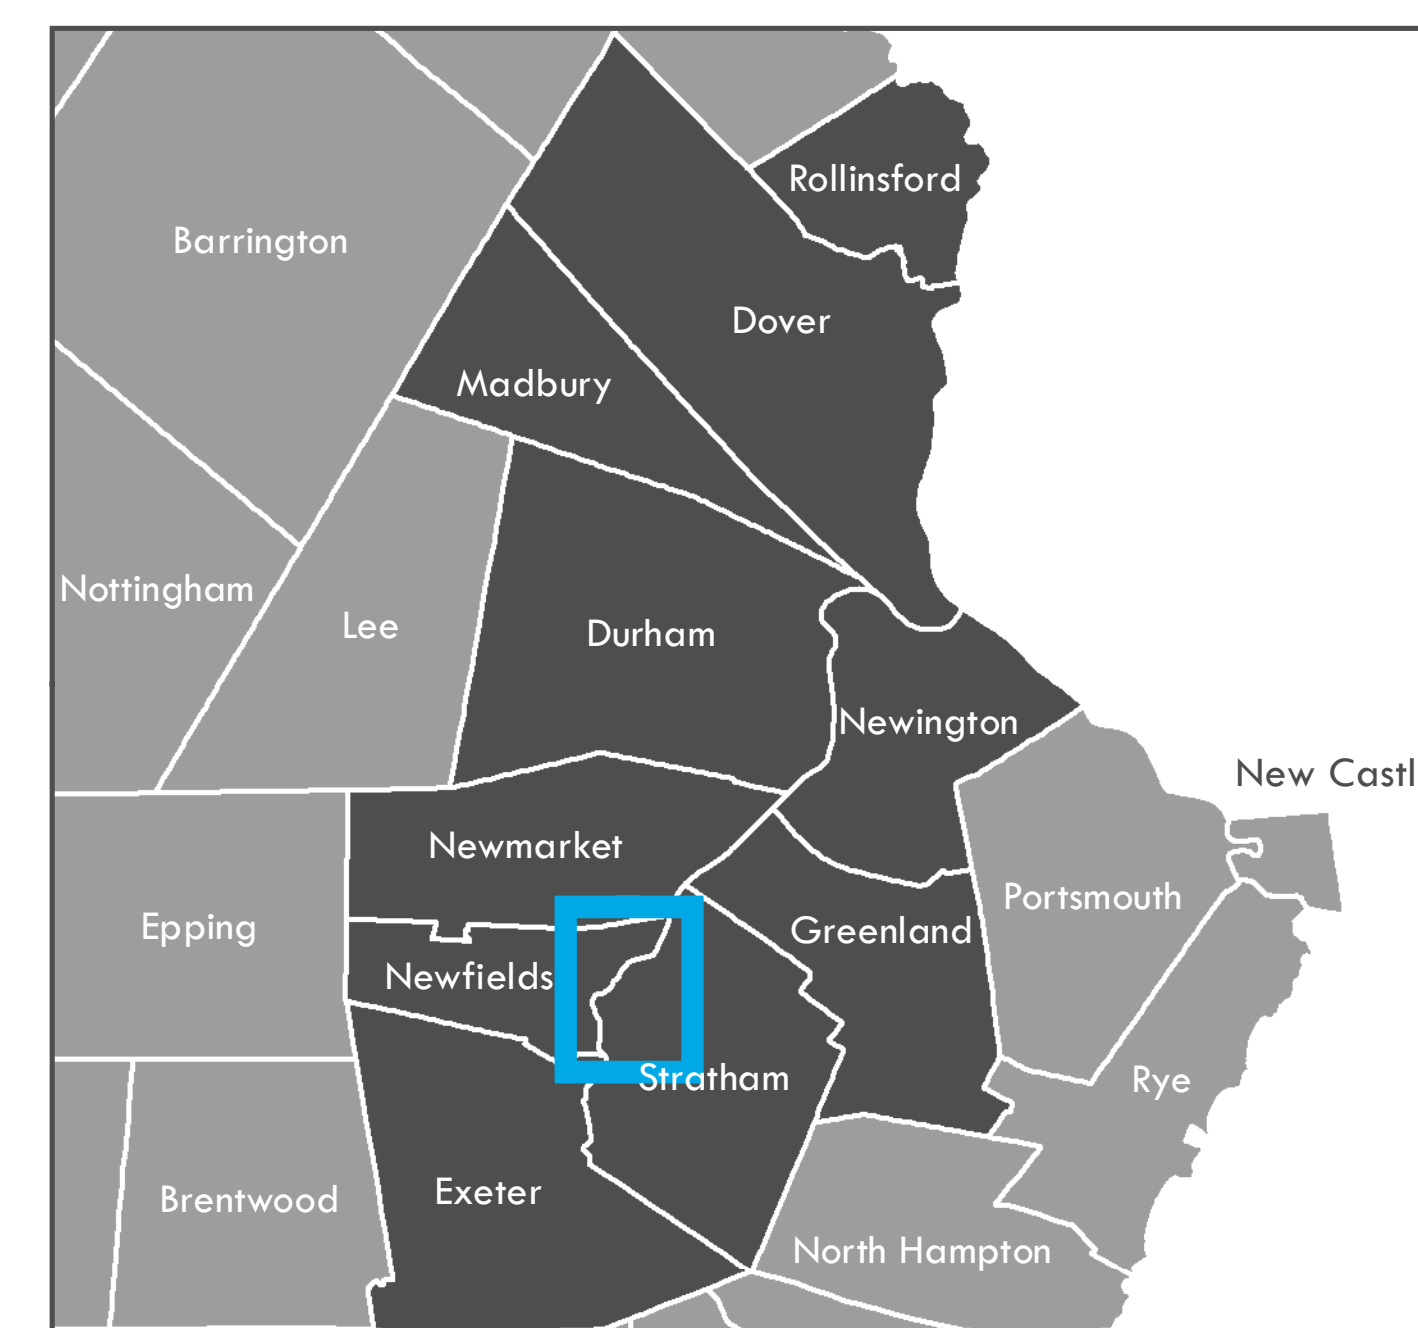 Rollinsford
Barrington
Dover
Madbury
Nottingham
Lee
Durham
Newington
New Castl
Newmarket
Portsmouth
Epping
Greenland
Newfields
Stratham
Rye
Brentwood
Exeter
North Hampton